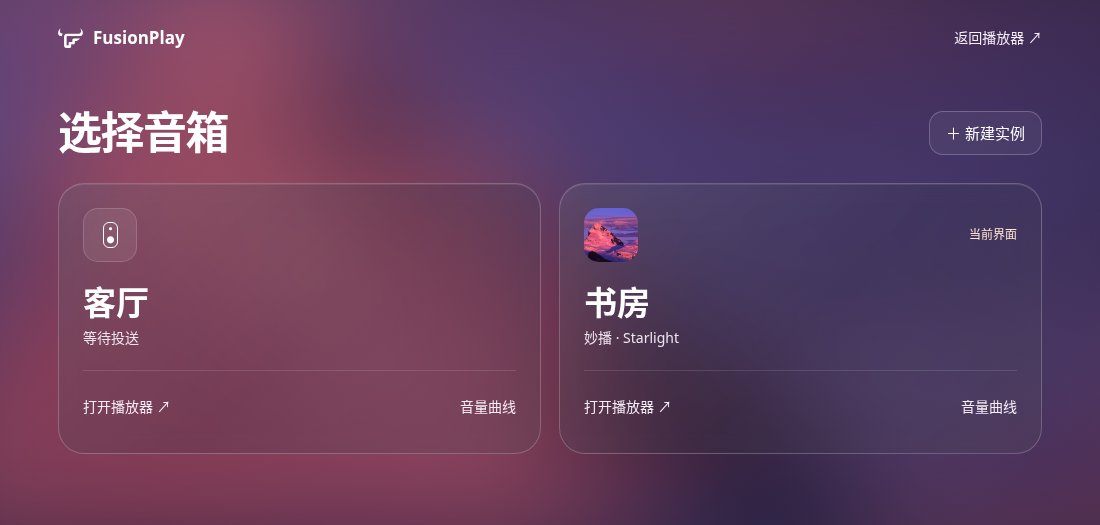 FusionPlay
返回播放器 ↗
选择音箱
＋ 新建实例
客厅
等待投送
打开播放器 ↗
音量曲线
当前界面
书房
妙播 · Starlight
打开播放器 ↗
音量曲线